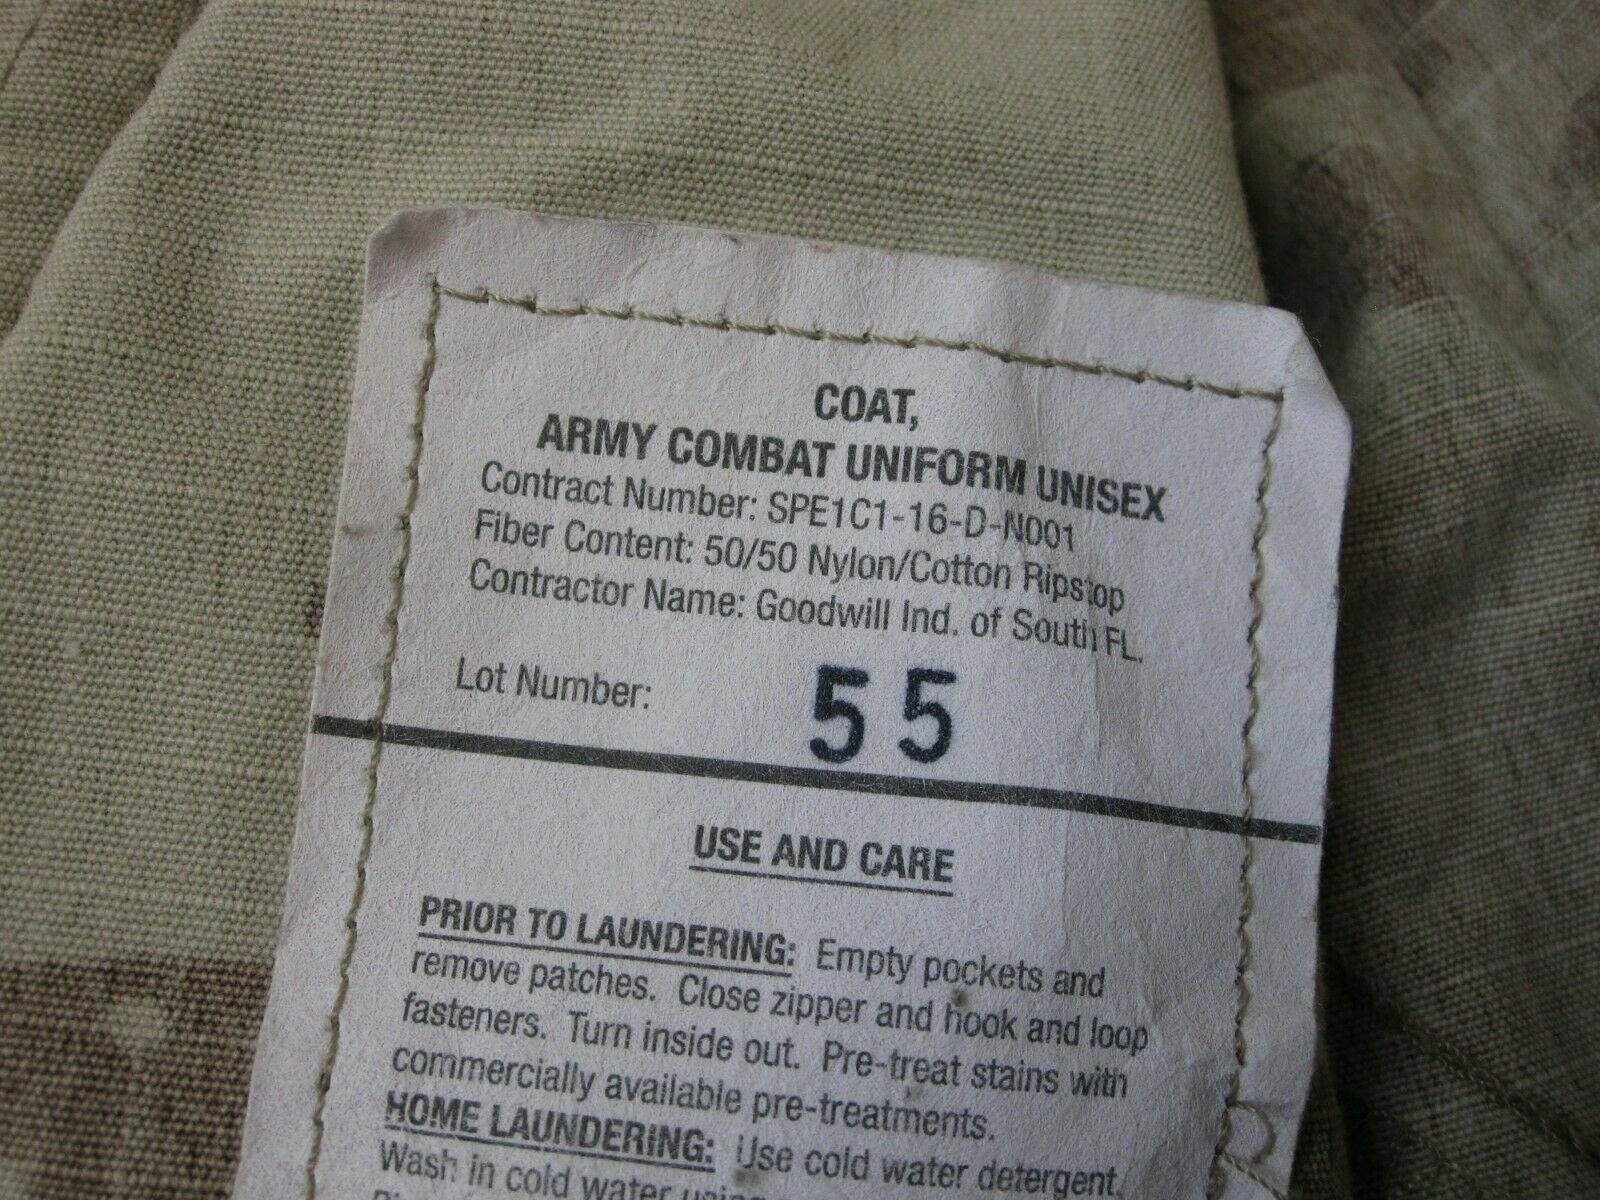 COAT,
ARMY COMBAT UNIFORM UNISEX
Contract Number: SPE1C1-16-D-N001
Fiber Content: 50/50 Nylon/Cotton Ripstop
Contractor Name: Goodwill Ind. of South FL.
Lot Number: 55
USE AND CARE
PRIOR TO LAUNDERING: Empty pockets and
remove patches. Close zipper and hook and loop
fasteners. Turn inside out. Pre-treat stains with
commercially available pre-treatments.
HOME LAUNDERING: Use cold water detergent.
Wash in cold water using